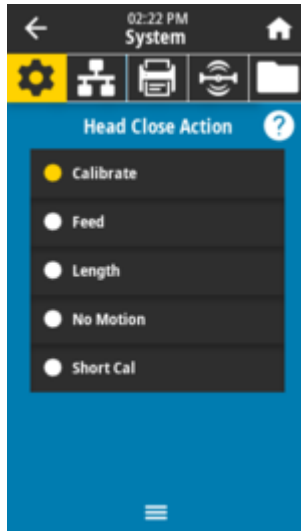 02:22 PM
System
Head Close Action
?
Calibrate
Feed
Length
No Motion
Short Cal